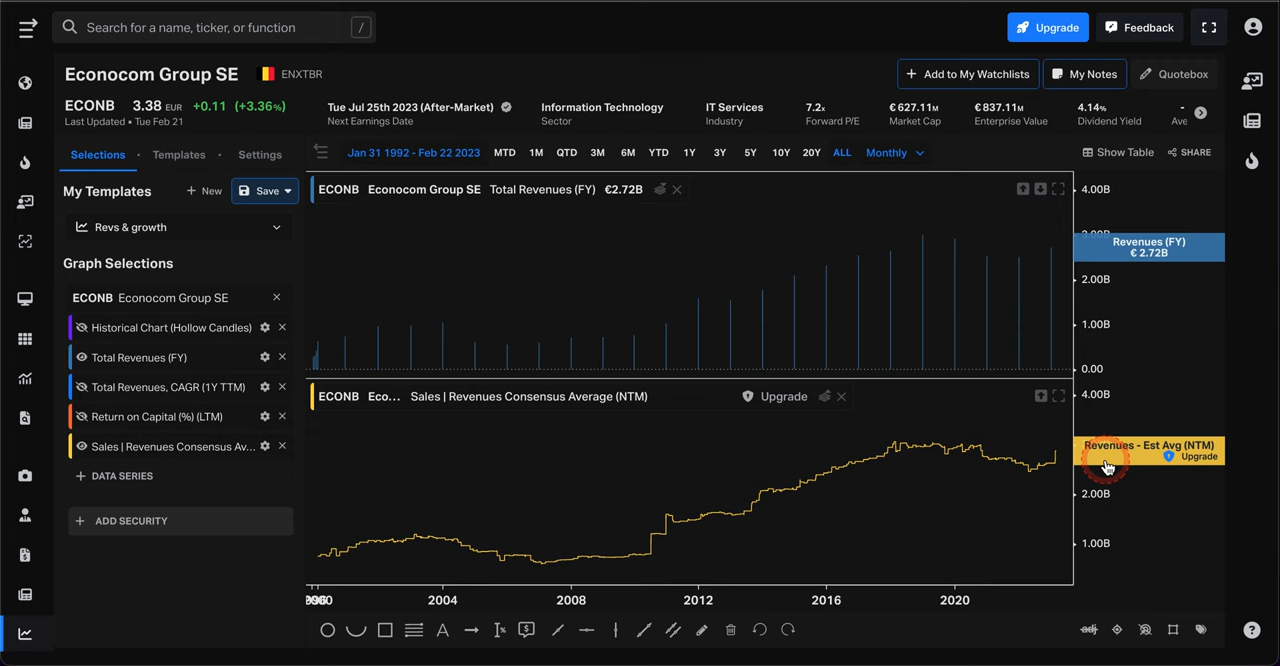 Search for a name, ticker, or function
/
Upgrade
Feedback
Econocom Group SE
ENXTBR
+ Add to My Watchlists
My Notes
Quotebox
ECONB 3.38 EUR +0.11 (+3.36%)
Last Updated • Tue Feb 21
Tue Jul 25th 2023 (After-Market)
Next Earnings Date
Information Technology
Sector
IT Services
Industry
7.2x
Forward P/E
€627.11M
Market Cap
€837.11M
Enterprise Value
4.14%
Dividend Yield
-
Ave
Selections • Templates • Settings
Jan 31 1992 - Feb 22 2023 MTD 1M QTD 3M 6M YTD 1Y 3Y 5Y 10Y 20Y ALL Monthly
Show Table
SHARE
My Templates
+ New
Save
Revs & growth
Graph Selections
ECONB Econocom Group SE
Historical Chart (Hollow Candles)
Total Revenues (FY)
Total Revenues, CAGR (1Y TTM)
Return on Capital (%) (LTM)
Sales | Revenues Consensus Av...
+ DATA SERIES
+ ADD SECURITY
ECONB Econocom Group SE Total Revenues (FY) €2.72B
4.00B
3.00B
Revenues (FY)
€ 2.72B
2.00B
1.00B
0.00
ECONB Eco... Sales | Revenues Consensus Average (NTM)
Upgrade
4.00B
Revenues - Est Avg (NTM)
Upgrade
2.00B
1.00B
2004 2008 2012 2016 2020
A
adj